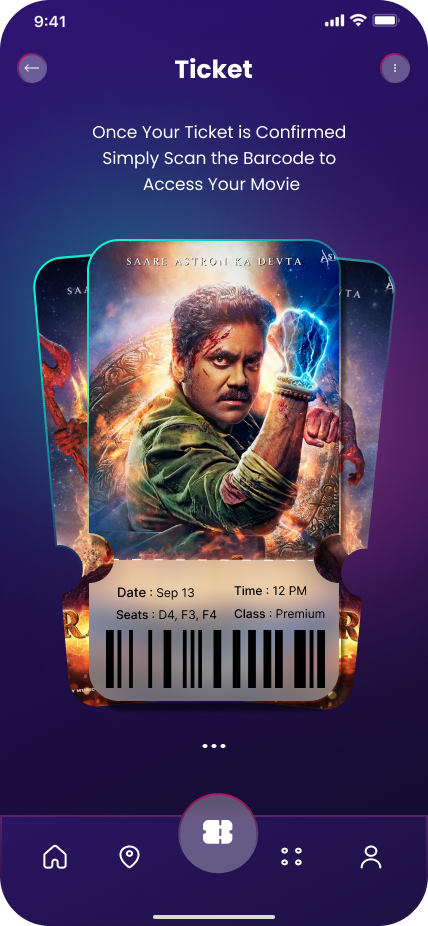 9:41
Ticket
Once Your Ticket is Confirmed
Simply Scan the Barcode to
Access Your Movie
SAARE ASTRON KA DEVTA
Date : Sep 13
Time : 12 PM
Seats : D4, F3, F4
Class : Premium